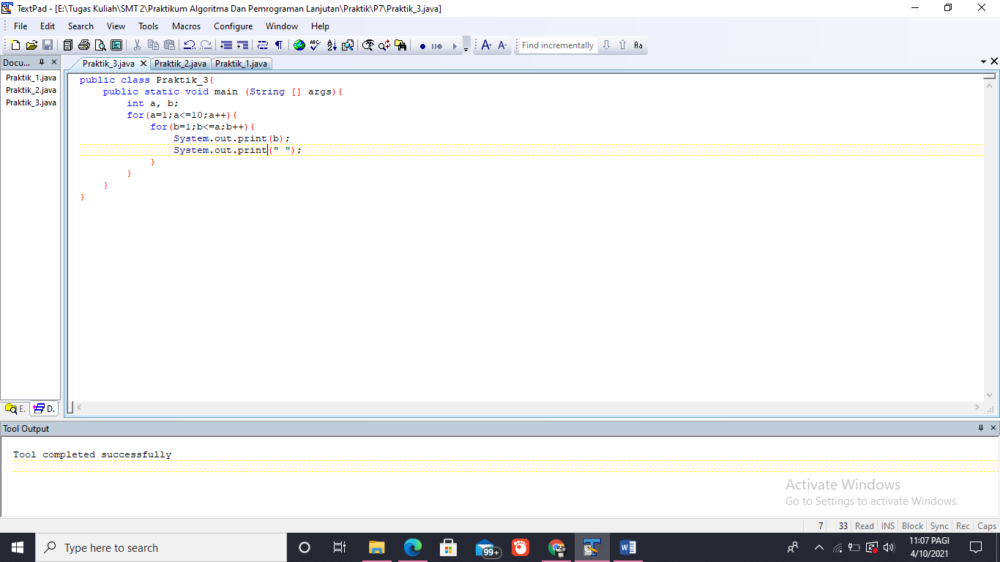 TextPad - [E:\Tugas Kuliah\SMT 2\Praktikum Algoritma Dan Pemrograman Lanjutan\Praktik\P7\Praktik_3.java]
File Edit Search View Tools Macros Configure Window Help
Find incrementally
Docu...
Praktik_3.java Praktik_2.java Praktik_1.java
Praktik_1.java
Praktik_2.java
Praktik_3.java
public class Praktik_3{
public static void main (String [] args){
int a, b;
for(a=1;a<=10;a++){
for(b=1;b<=a;b++){
System.out.print(b);
System.out.print(" ");
}
}
}
}
E. D.
Tool Output
Tool completed successfully
Activate Windows
Go to Settings to activate Windows.
7 33 Read INS Block Sync Rec Caps
Type here to search
99+
11:07 PAGI
4/10/2021